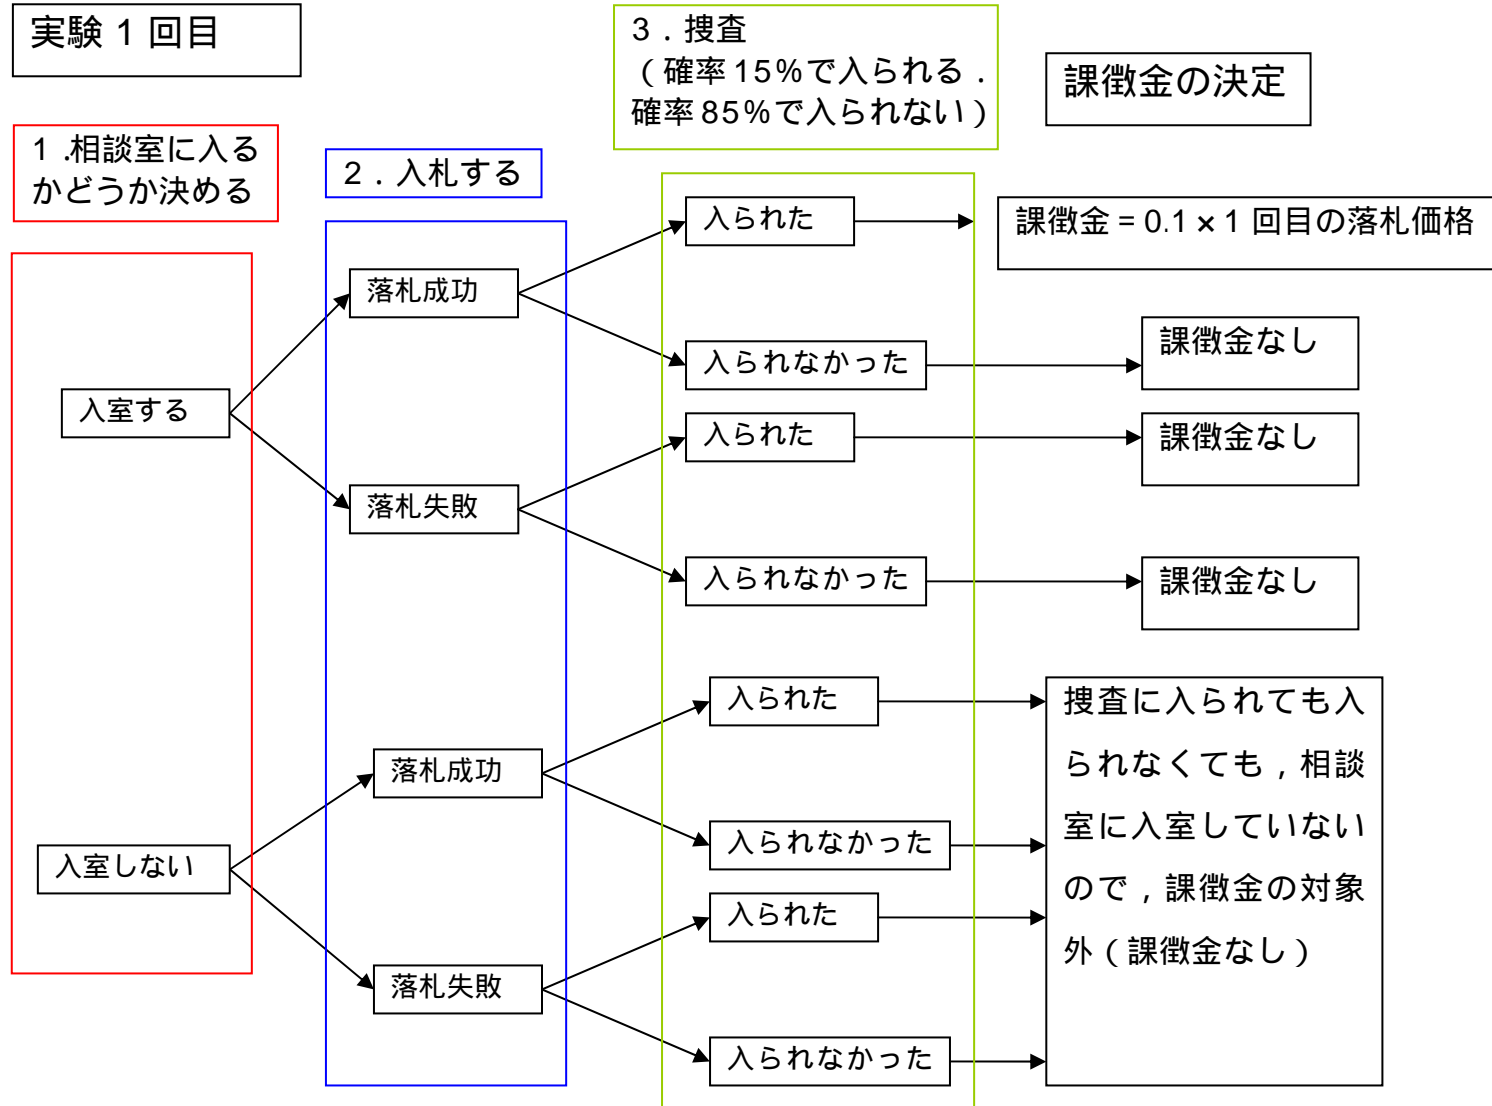 実験 1 回目
3．捜査
（確率 15％で入られる．
確率 85％で入られない）
課徴金の決定
1．相談室に入る
かどうか決める
2．入札する
入られた
課徴金 = 0.1 × 1 回目の落札価格
落札成功
入られなかった
課徴金なし
入室する
入られた
課徴金なし
落札失敗
入られなかった
課徴金なし
入られた
捜査に入られても入
られなくても，相談
室に入室していない
ので，課徴金の対象
外（課徴金なし）
落札成功
入られなかった
入室しない
入られた
落札失敗
入られなかった